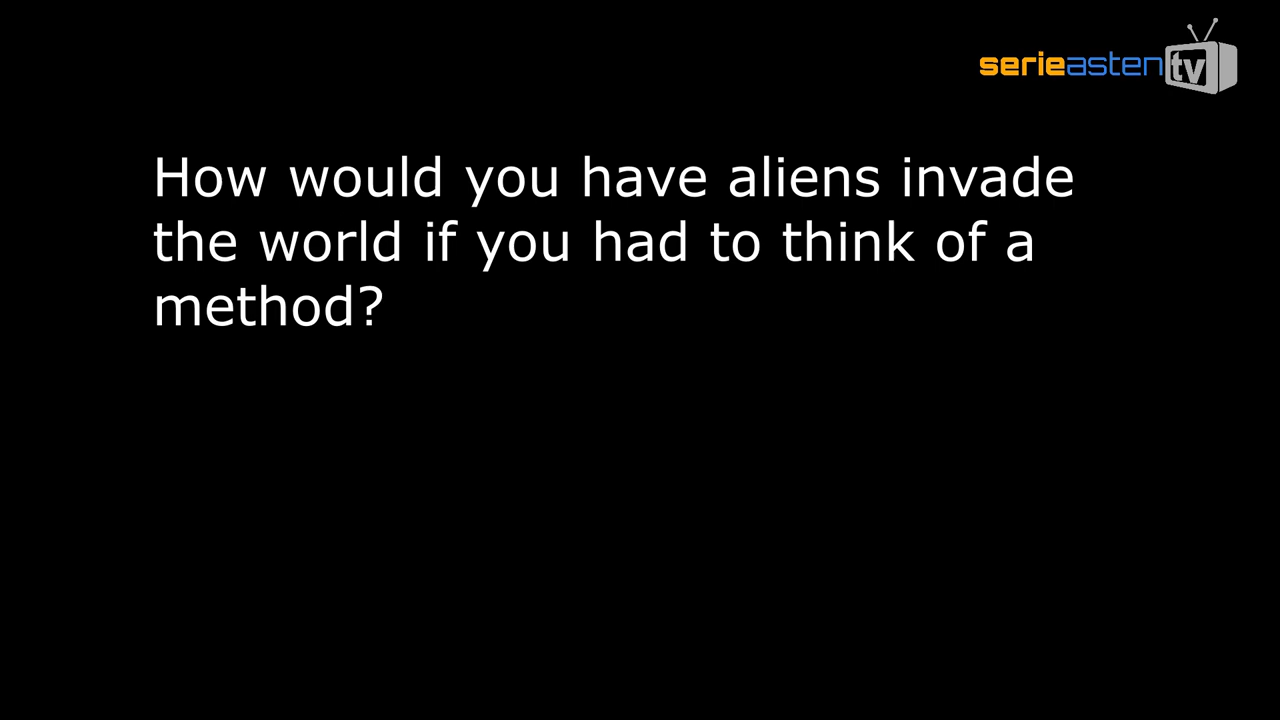 serieasten tv
How would you have aliens invade
the world if you had to think of a
method?